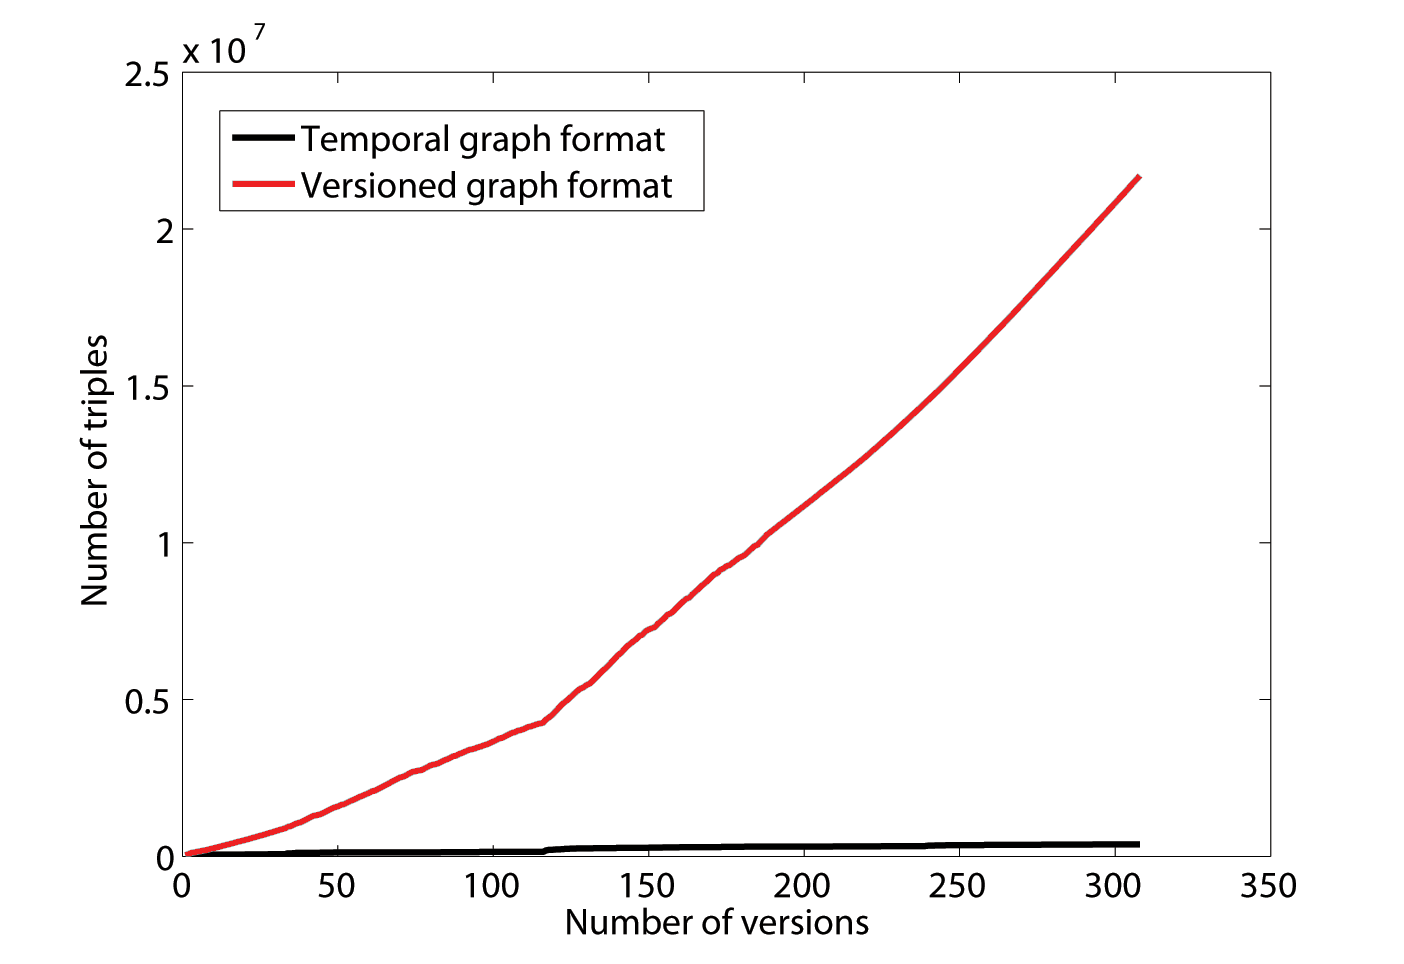 x 10 7
2.5
2
1.5
1
0.5
0
Temporal graph format
Versioned graph format
Number of triples
0 50 100 150 200 250 300 350
Number of versions